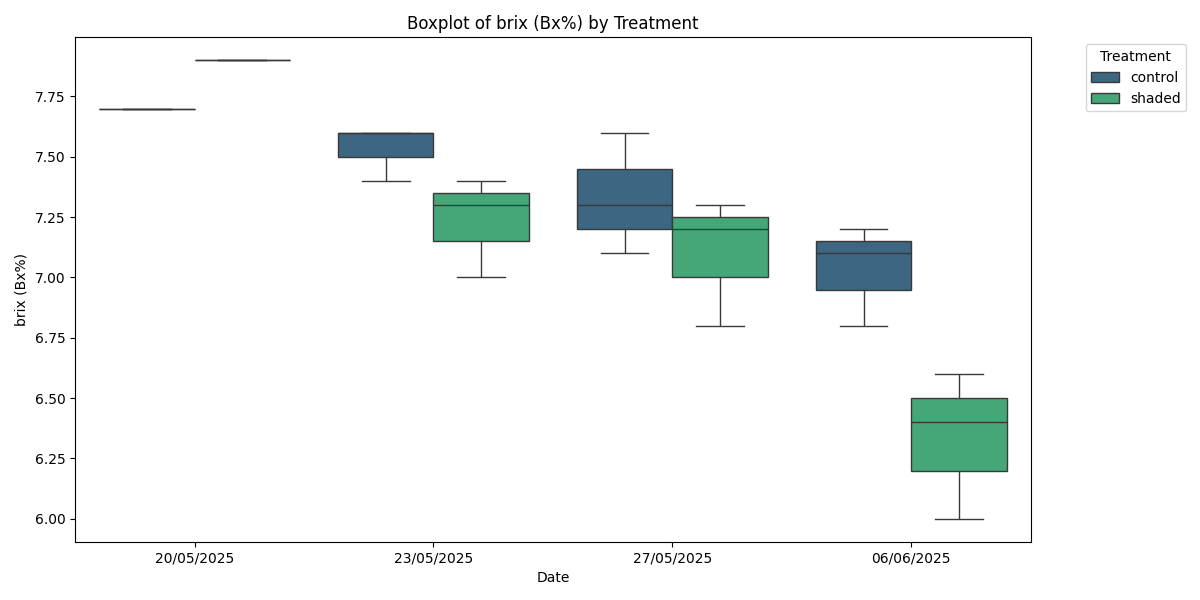 Boxplot of brix (Bx%) by Treatment
Treatment
control
shaded
brix (Bx%)
7.75
7.50
7.25
7.00
6.75
6.50
6.25
6.00
20/05/2025 23/05/2025 27/05/2025 06/06/2025
Date